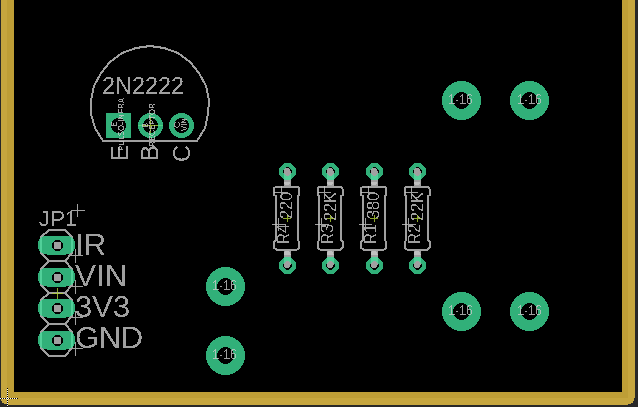 2N2222
E
B
C
1-16
1-16
R4 220
R3 22K
R1 380
R2 22K
JP1
IR
VIN
3V3
GND
1-16
1-16
1-16
1-16